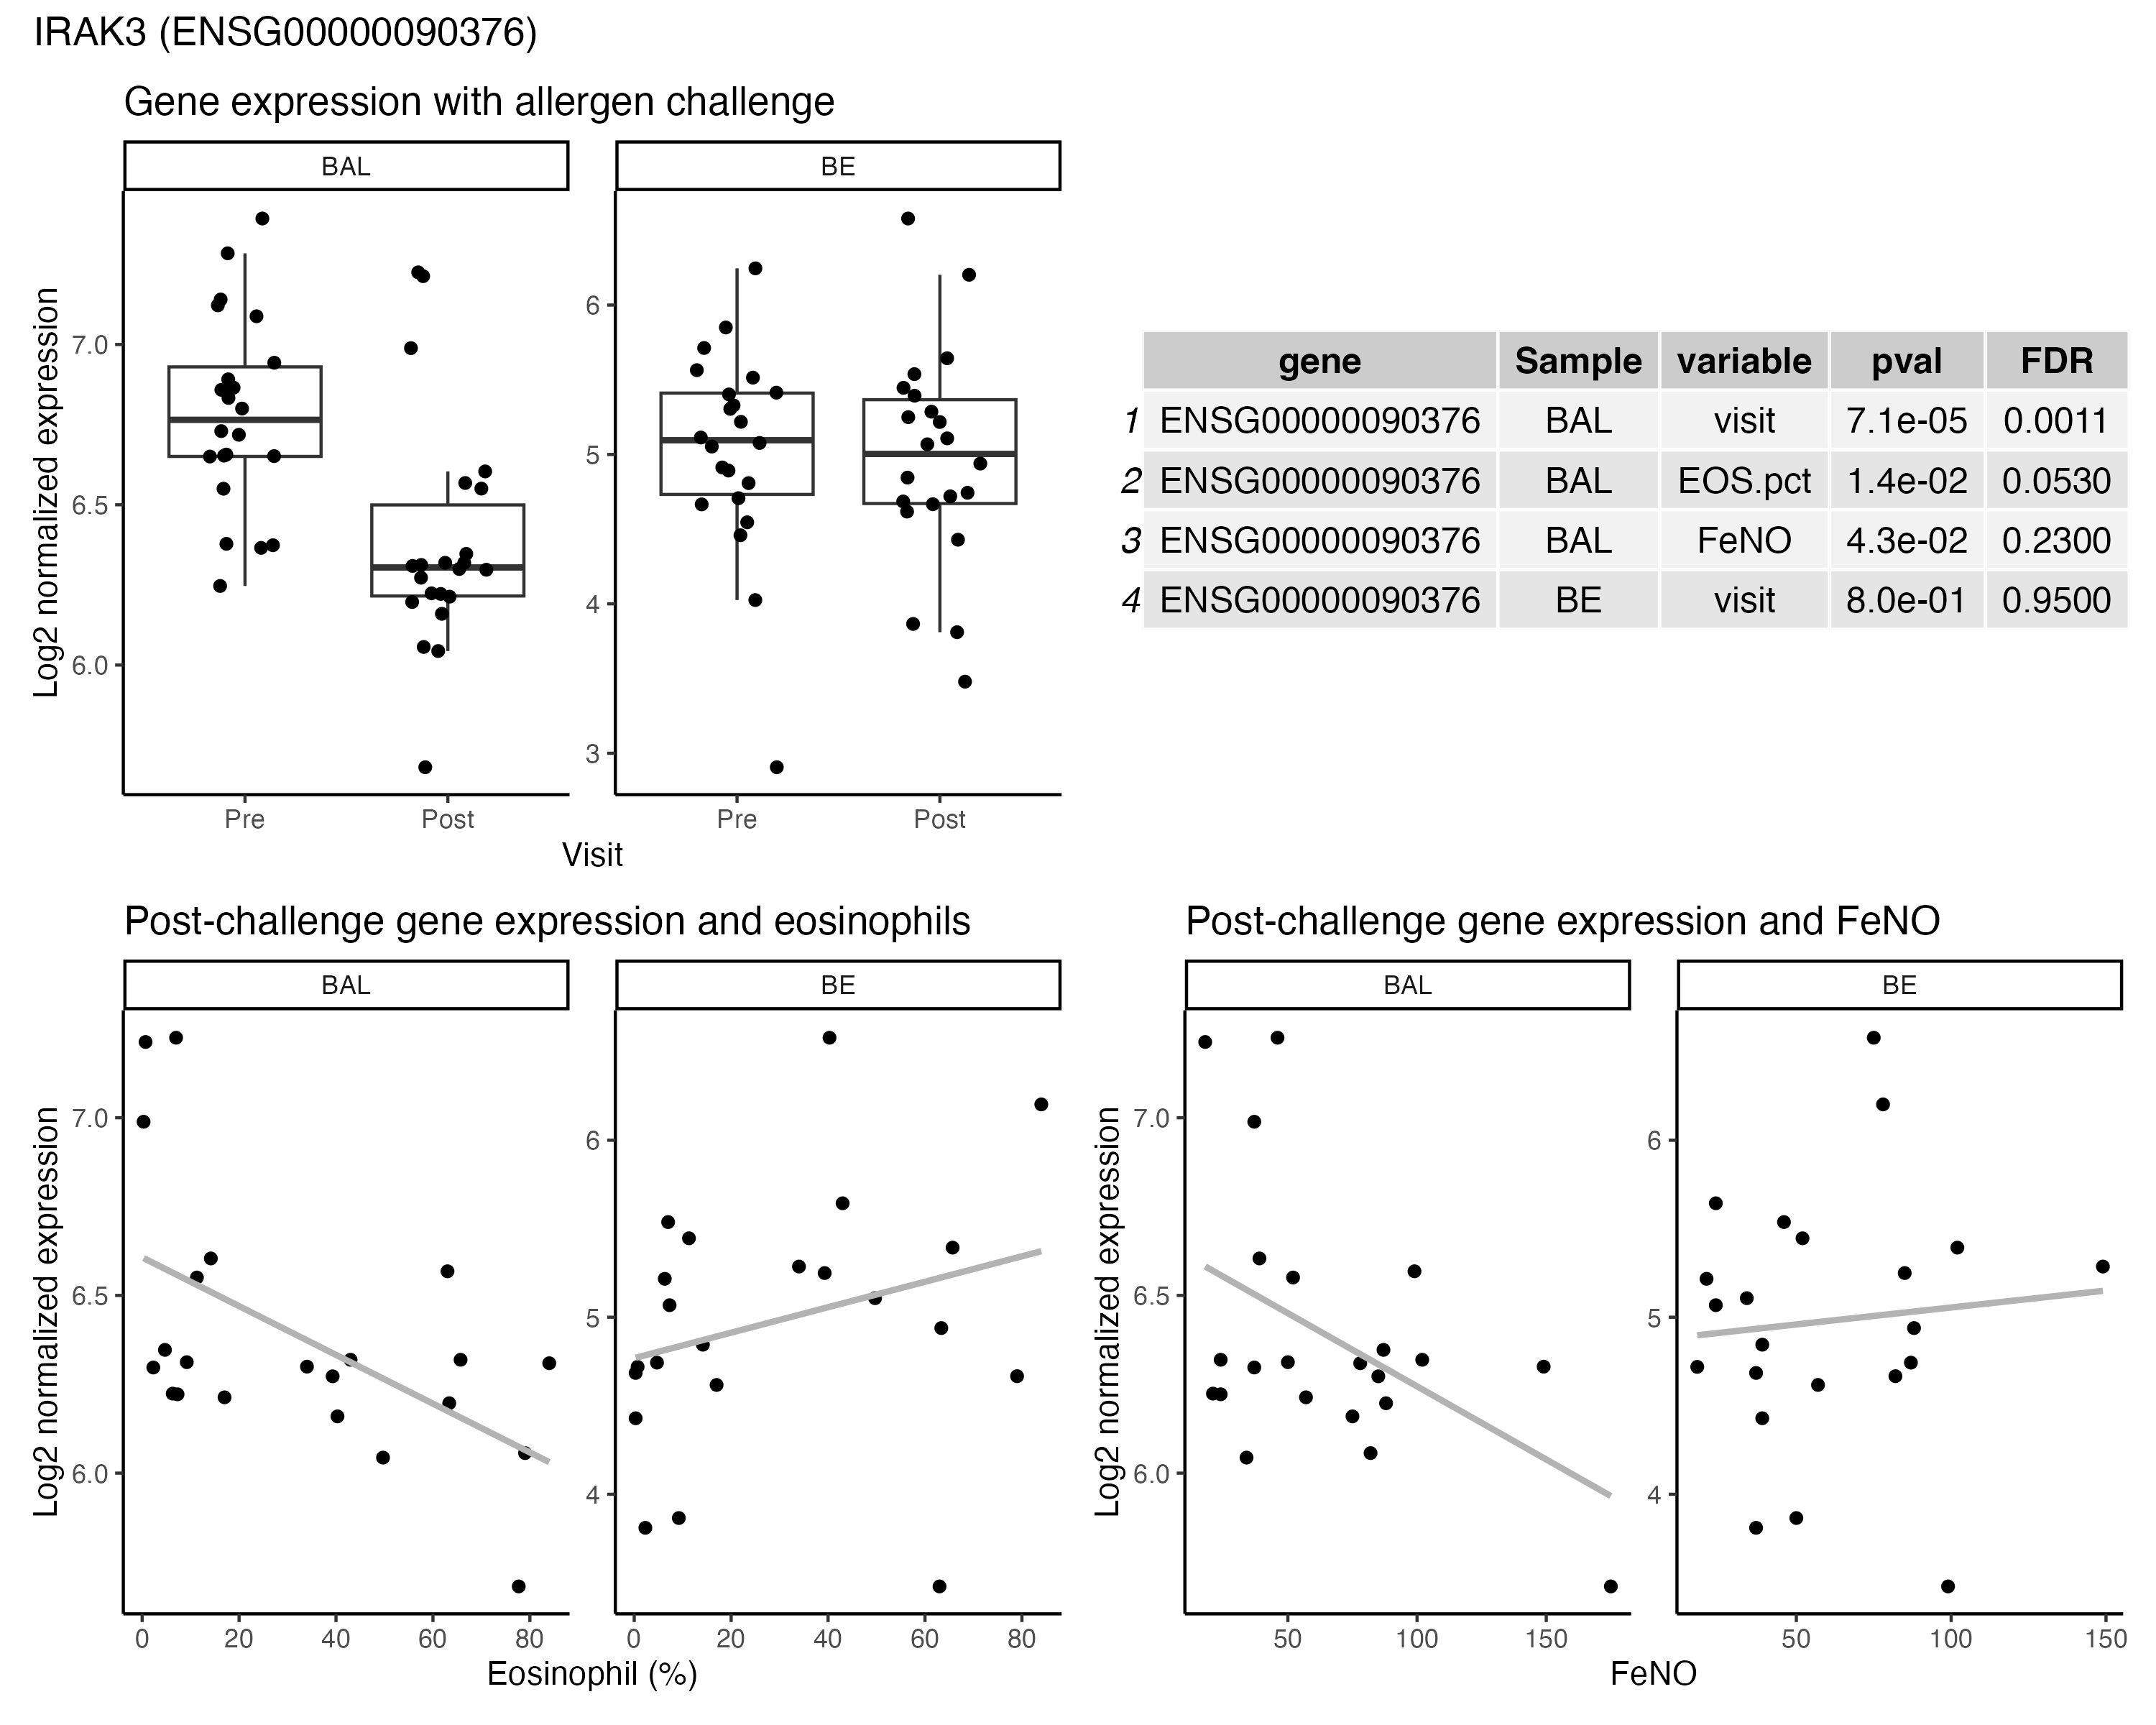 IRAK3 (ENSG00000090376)
Gene expression with allergen challenge
BAL
BE
Log2 normalized expression
7.0
6.5
6.0
6
5
4
3
Pre
Post
Pre
Post
Visit
gene Sample variable pval FDR
1 ENSG00000090376 BAL visit 7.1e-05 0.0011
2 ENSG00000090376 BAL EOS.pct 1.4e-02 0.0530
3 ENSG00000090376 BAL FeNO 4.3e-02 0.2300
4 ENSG00000090376 BE visit 8.0e-01 0.9500
Post-challenge gene expression and eosinophils
BAL
BE
Log2 normalized expression
7.0
6.5
6.0
6
5
4
0 20 40 60 80
0 20 40 60 80
Eosinophil (%)
Post-challenge gene expression and FeNO
BAL
BE
Log2 normalized expression
7.0
6.5
6.0
6
5
4
50 100 150
50 100 150
FeNO